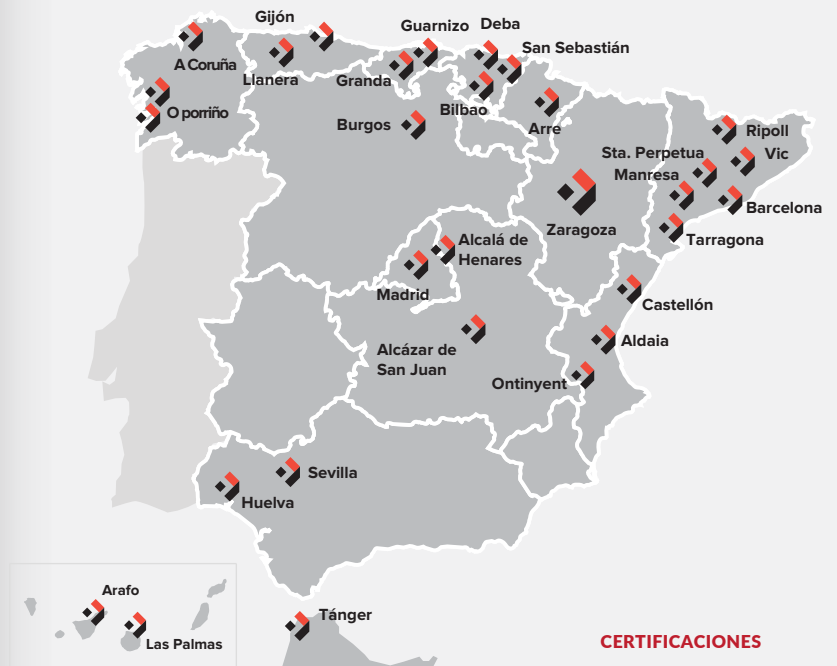 Gijón
Guarnizo
Deba
San Sebastián
A Coruña
Llanera
Granda
Bilbao
O porriño
Burgos
Arre
Ripoll
Sta. Perpetua
Vic
Manresa
Barcelona
Zaragoza
Tarragona
Alcalá de
Henares
Madrid
Castellón
Aldaia
Alcázar de
San Juan
Ontinyent
Sevilla
Huelva
Arafo
Las Palmas
Tánger
CERTIFICACIONES